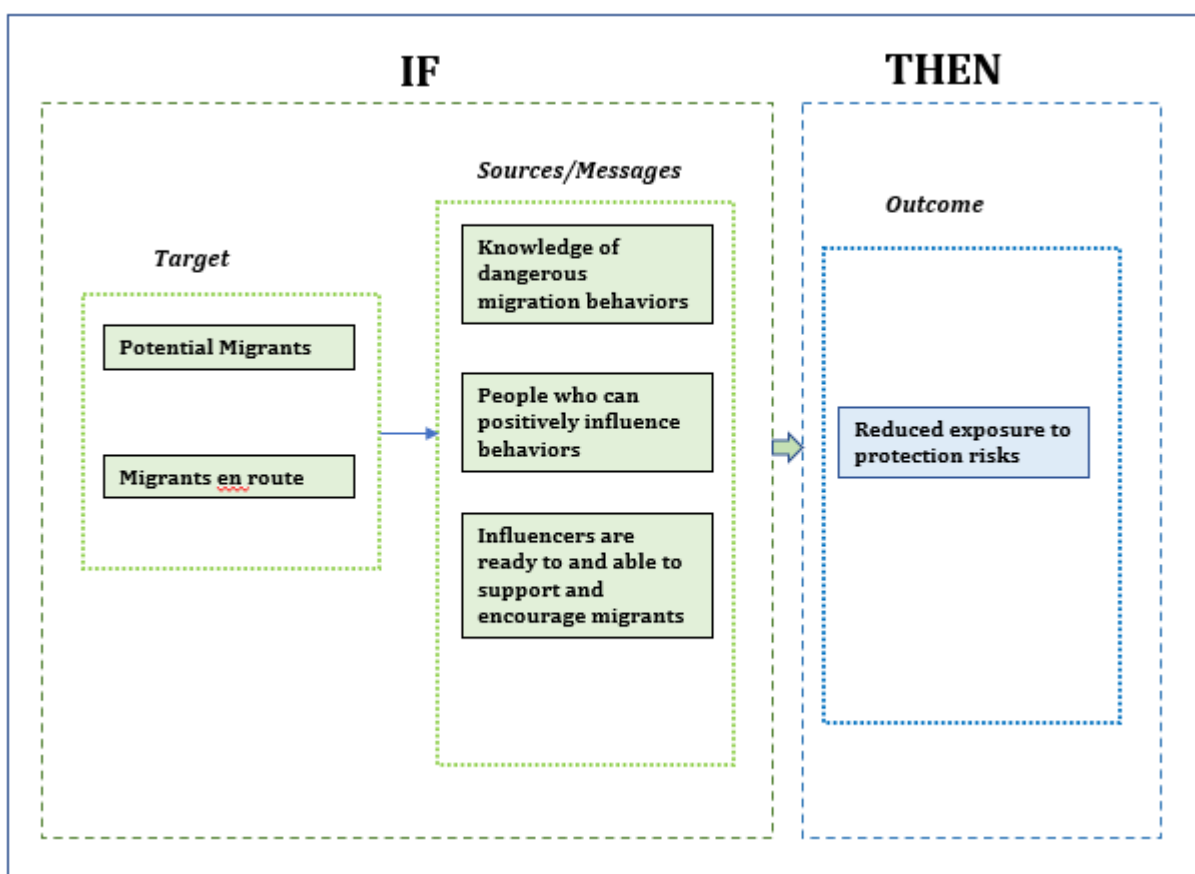 IF
THEN
Sources/Messages
Outcome
Target
Knowledge of
dangerous
migration behaviors
Potential Migrants
People who can
positively influence
behaviors
Migrants en route
Influencers are
ready to and able to
support and
encourage migrants
Reduced exposure to
protection risks